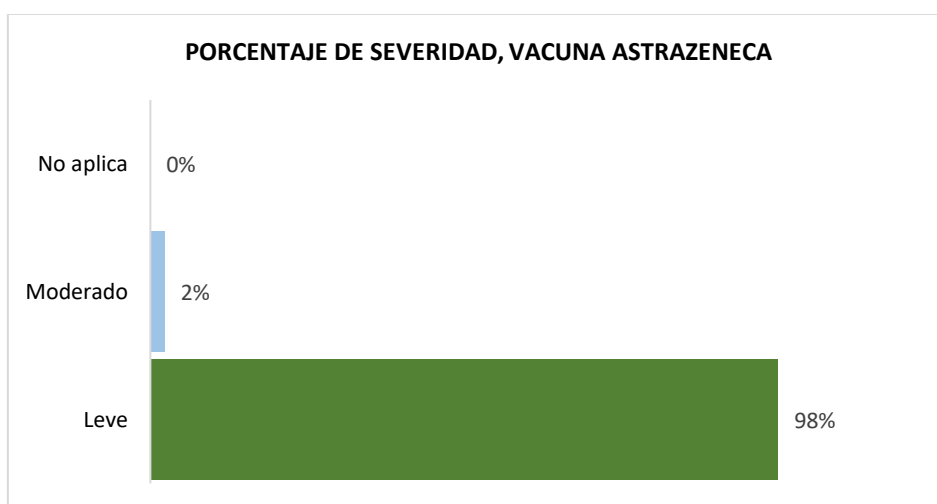 PORCENTAJE DE SEVERIDAD, VACUNA ASTRAZENECA
No aplica 0%
Moderado 2%
Leve 98%